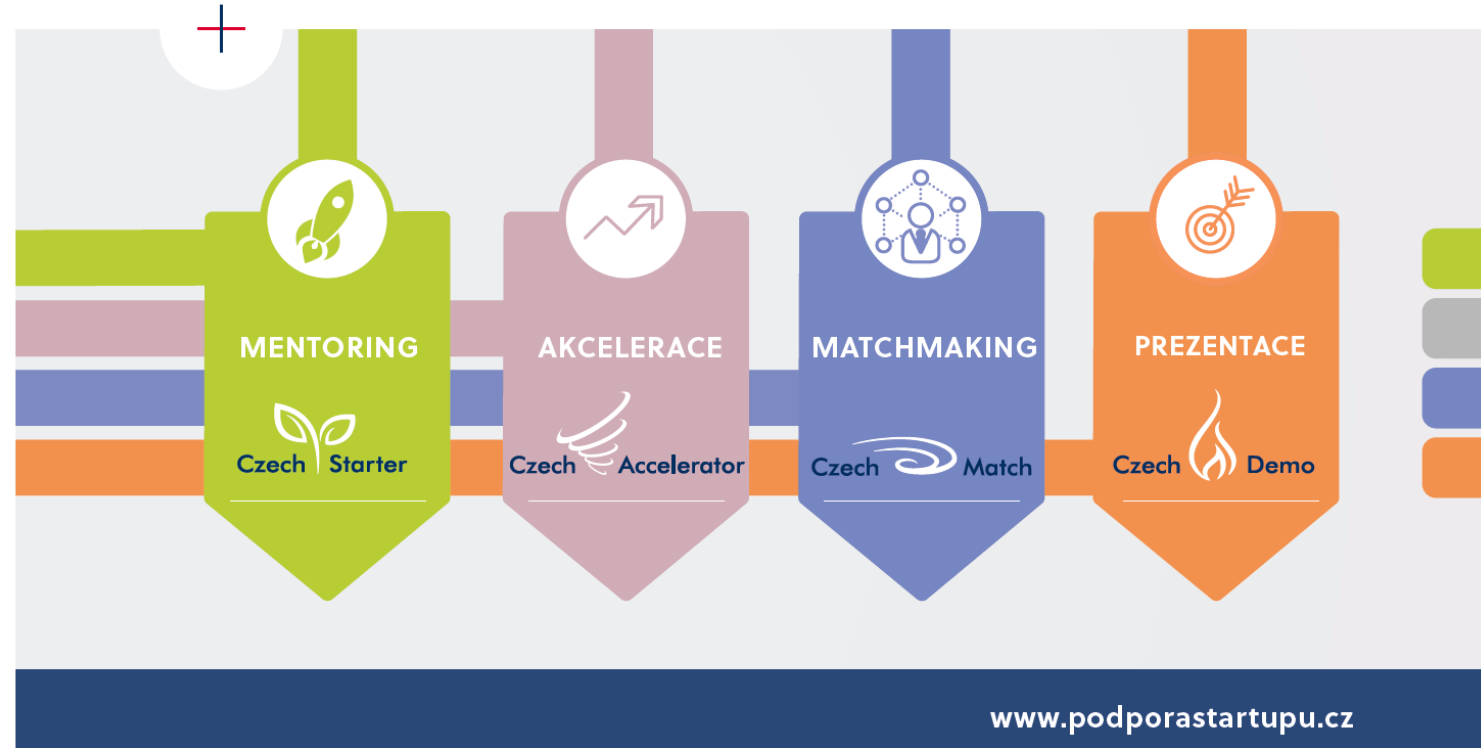 MENTORING
Czech Starter
AKCELERACE
Czech Accelerator
MATCHMAKING
Czech Match
PREZENTACE
Czech Demo
www.podporastartupu.cz